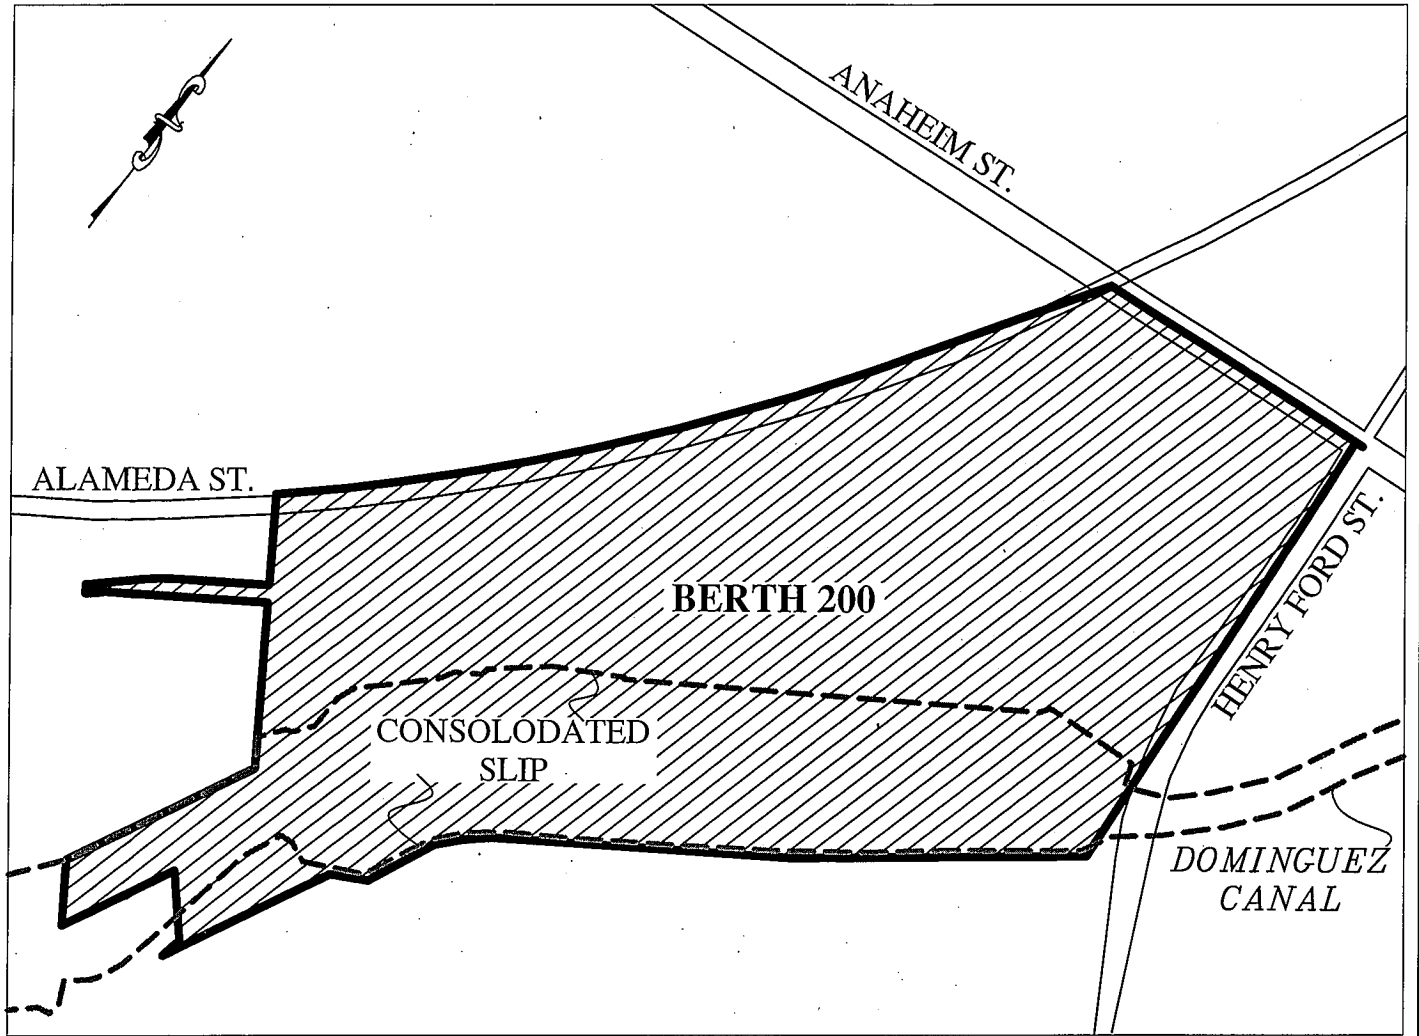 ANAHEIM ST.
ALAMEDA ST.
HENRY FORD ST.
BERTH 200
CONSOLODATED
SLIP
DOMINGUEZ
CANAL